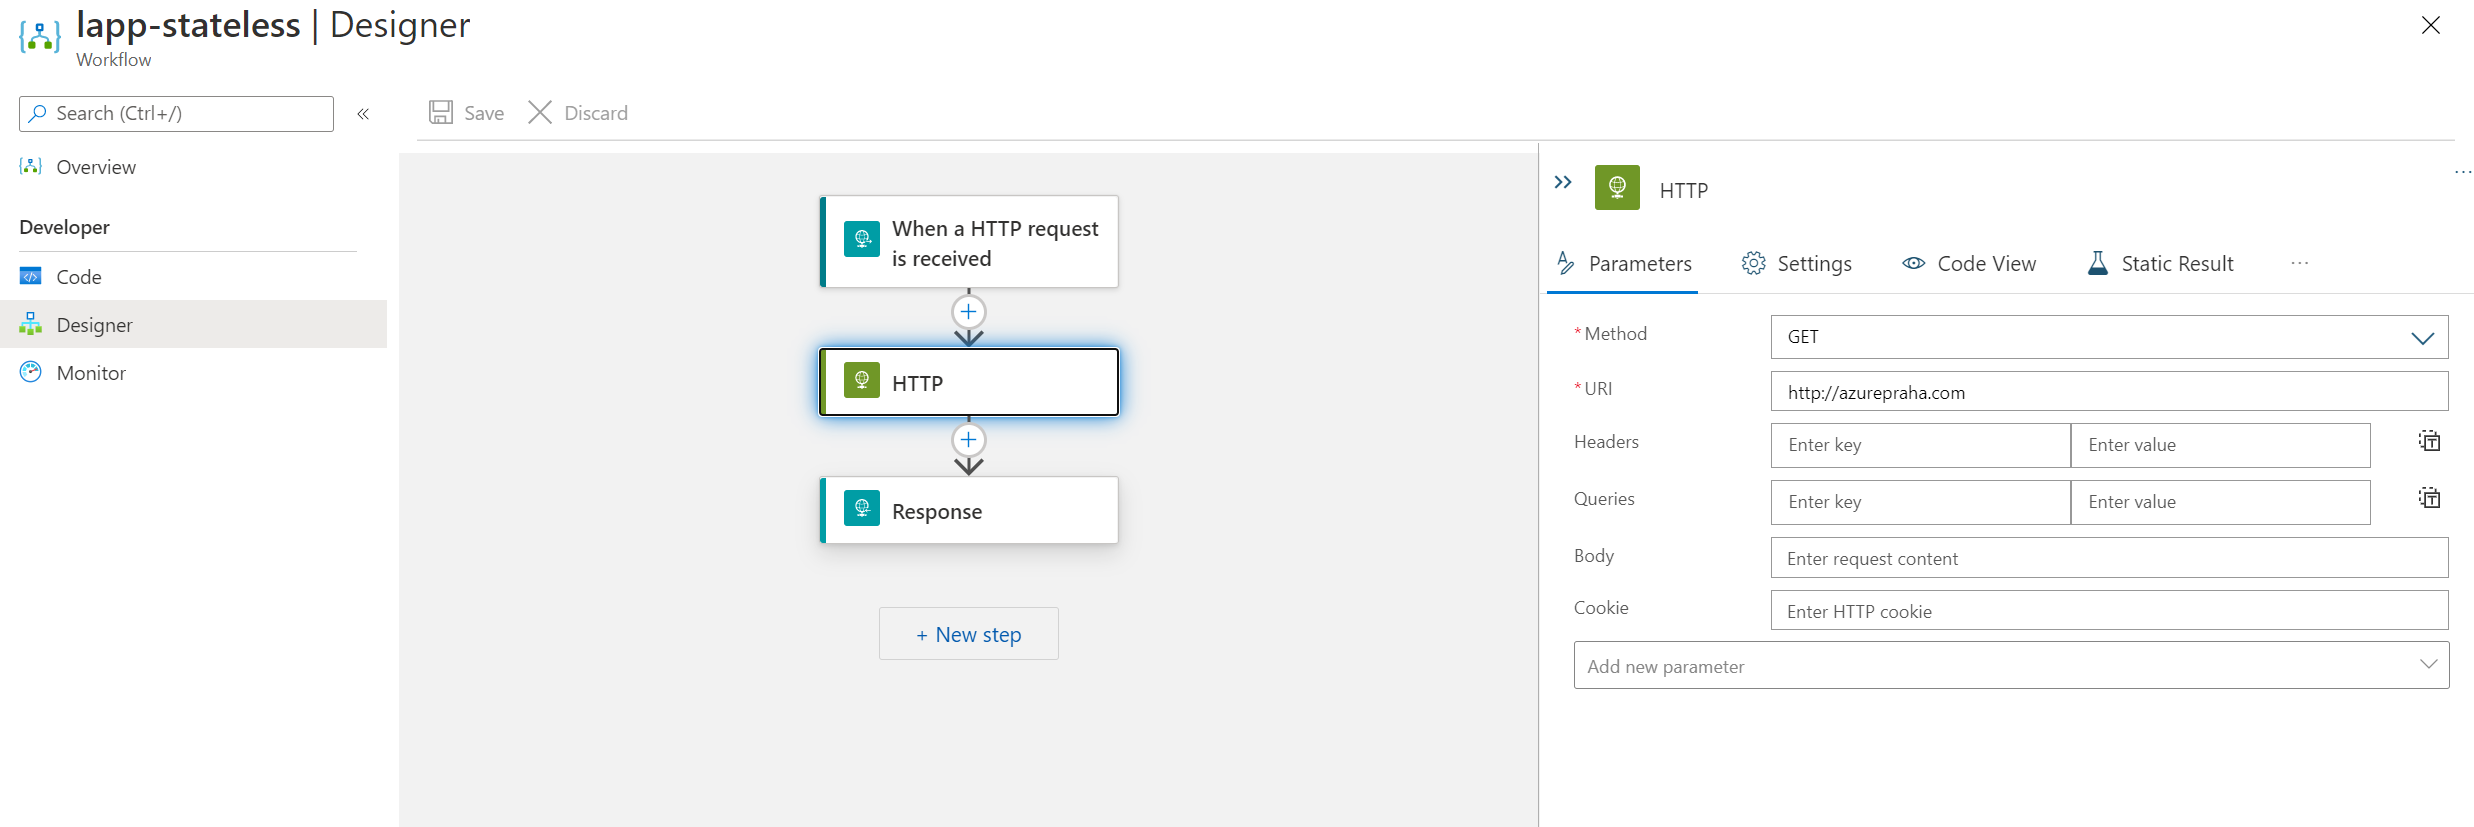 lapp-stateless | Designer
Workflow
Search (Ctrl+/)
«
Overview
Developer
Code
Designer
Monitor
Save
Discard
When a HTTP request
is received
HTTP
Response
+ New step
HTTP
Parameters
Settings
Code View
Static Result
*Method
GET
*URI
http://azurepraha.com
Headers
Enter key
Enter value
Queries
Enter key
Enter value
Body
Enter request content
Cookie
Enter HTTP cookie
Add new parameter